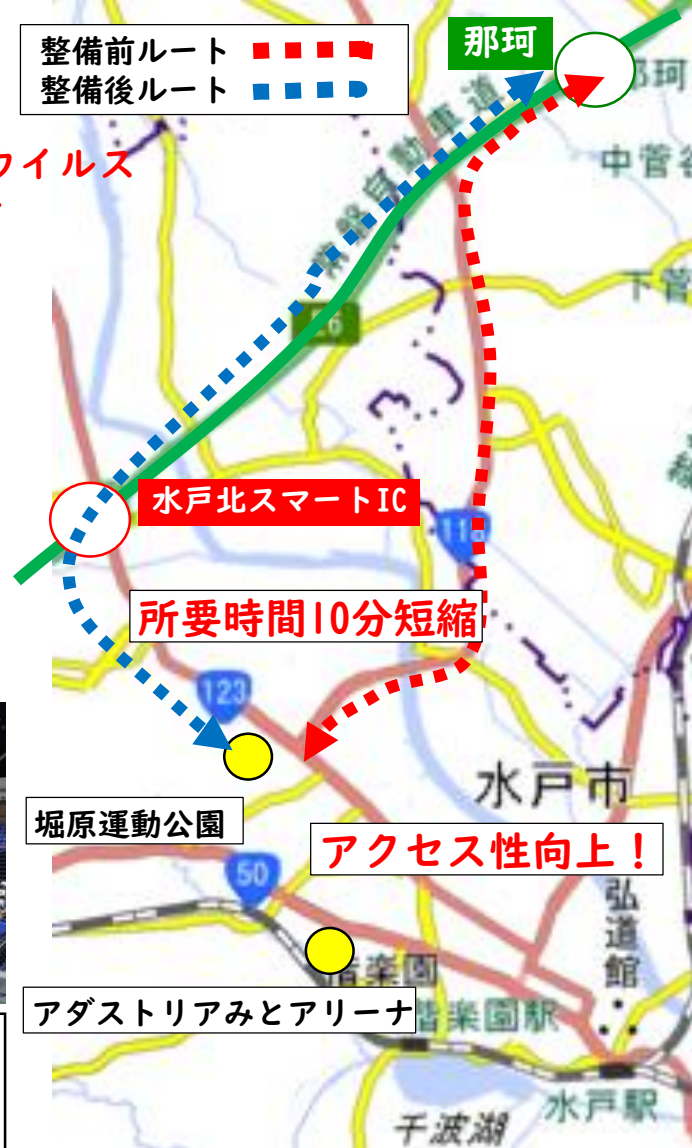 整備前ルート
整備後ルート
那珂
那珂
ウイルス
常磐自動車道
中菅谷
下菅
E6
水戸北スマートIC
118
所要時間10分短縮
123
水戸市
堀原運動公園
アクセス性向上！
50
弘道館
偕楽園
アダストリアみとアリーナ
偕楽園駅
水戸駅
千波湖